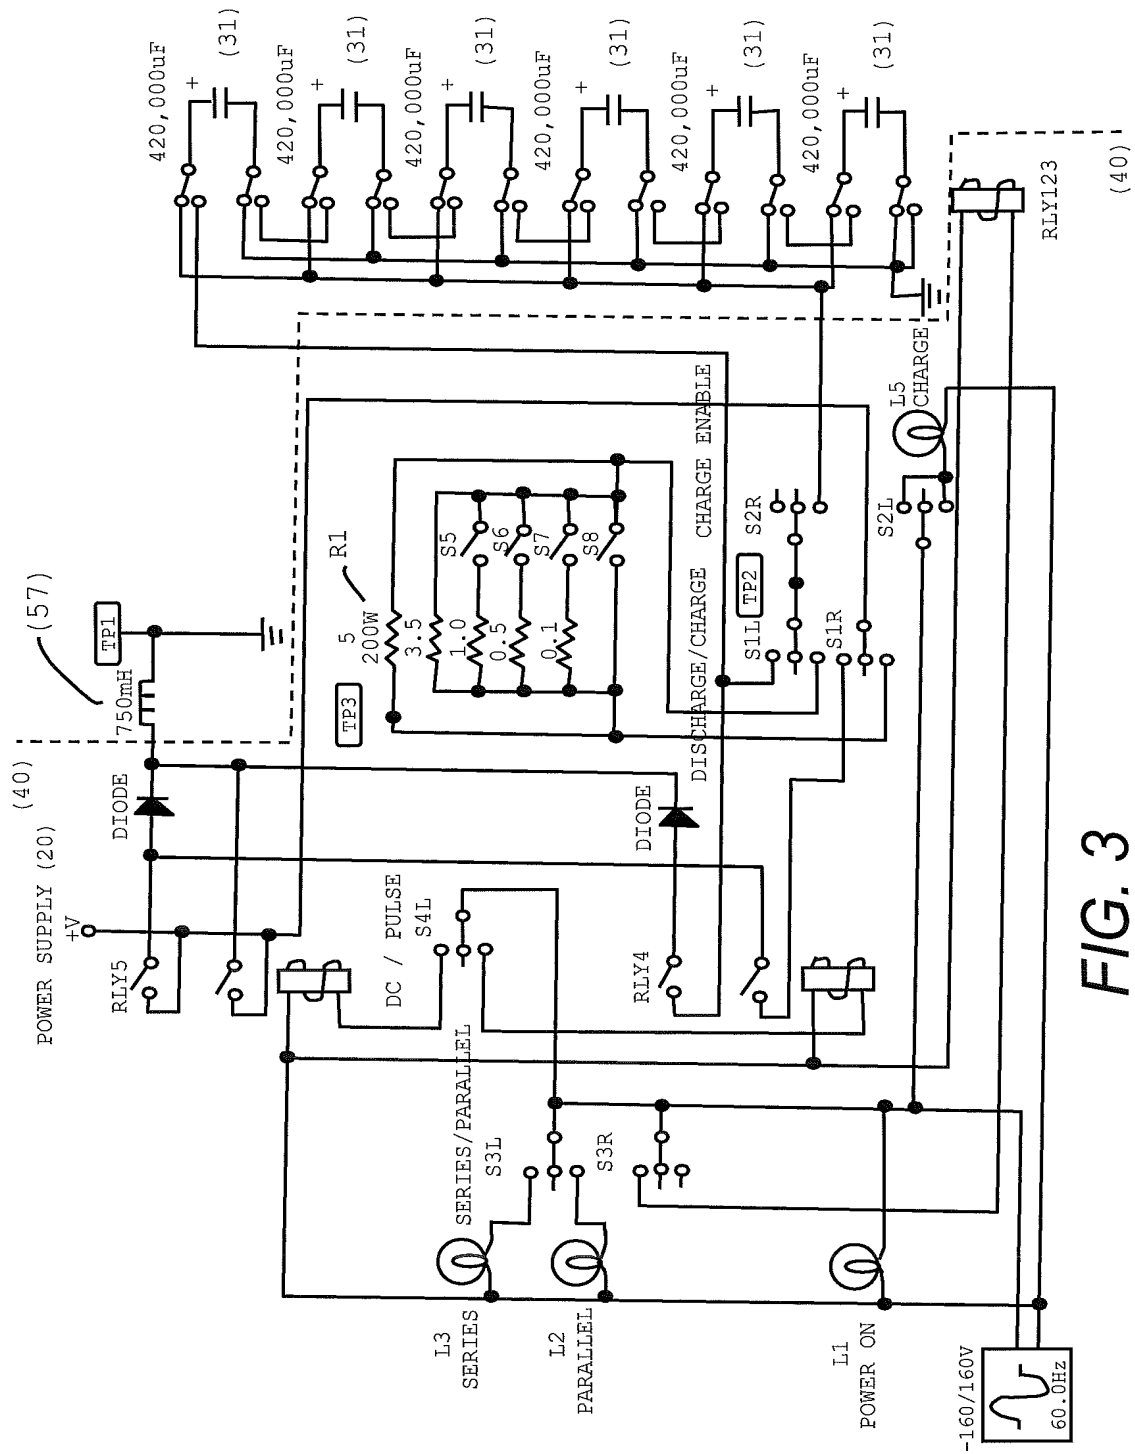 420,000uF
+
(31)
420,000uF
+
(31)
420,000uF
+
(31)
420,000uF
+
(31)
420,000uF
+
(31)
420,000uF
+
(31)
(57)
TP1
750mH
(40)
DIODE
POWER SUPPLY (20)
+V
RLY5
R1
5
200W
3.5
1.0
0.5
0.1
S5
S6
S7
S8
TP3
DISCHARGE/CHARGE
CHARGE ENABLE
TP2
S1L
S2R
S1R
S2L
L5
CHARGE
RLY123
(40)
DIODE
RLY4
DC / PULSE
S4L
SERIES/PARALLEL
S3L
S3R
L3
SERIES
L2
PARALLEL
L1
POWER ON
-160/160V
60.0Hz
FIG. 3